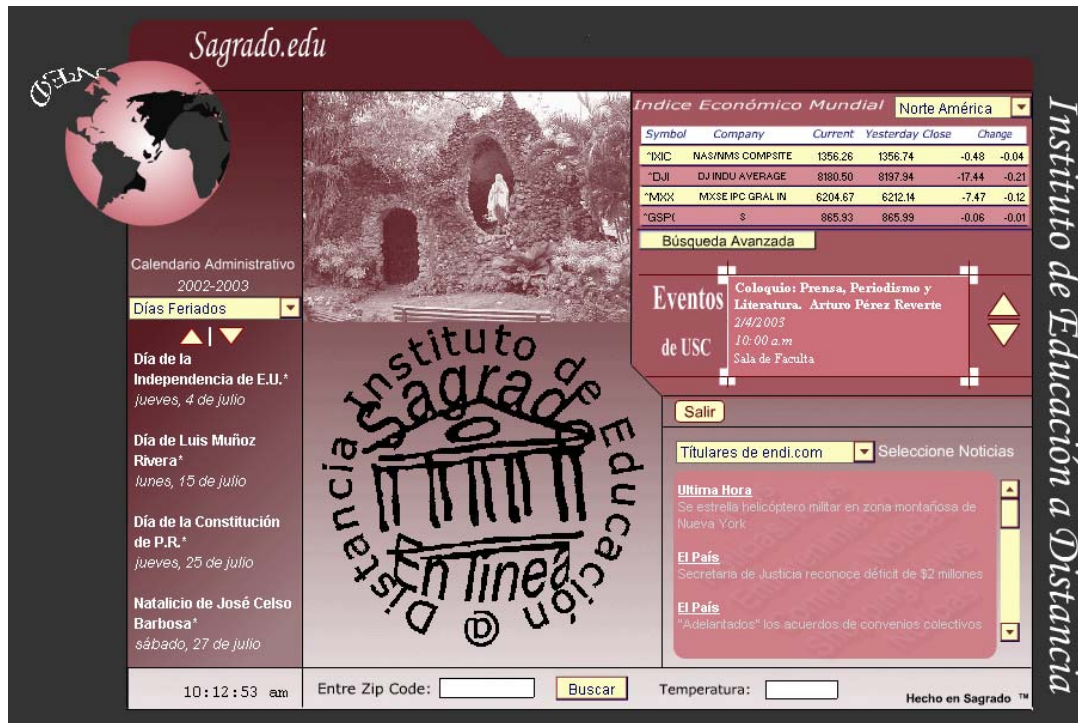 Sagrado.edu
Calendario Administrativo
2002-2003
Días Feriados
|
Día de la
Independencia de E.U.*
jueves, 4 de julio
Día de Luis Muñoz
Rivera*
lunes, 15 de julio
Día de la Constitución
de P.R.*
jueves, 25 de julio
Natalicio de José Celso
Barbosa*
sábado, 27 de julio
10:12:53 am
Instituto de Educación @ Distancia
Sagrado
En línea
Indice Económico Mundial
Norte América
Symbol Company Current Yesterday Close Change
^IXIC NAS/NMS COMPSITE 1356.26 1356.74 -0.48 -0.04
^DJI DJ INDU AVERAGE 8180.50 8197.94 -17.44 -0.21
^MXX MXSE IPC GRAL IN 6204.67 6212.14 -7.47 -0.12
^GSP( S 865.93 865.99 -0.06 -0.01
Búsqueda Avanzada
Eventos
de USC
Coloquio: Prensa, Periodismo y
Literatura. Arturo Pérez Reverte
2/4/2003
10:00 a.m
Sala de Faculta
Salir
Títulares de endi.com
Seleccione Noticias
Ultima Hora
Se estrella helicóptero militar en zona montañosa de
Nueva York
El País
Secretaria de Justicia reconoce déficit de $2 millones
El País
"Adelantados" los acuerdos de convenios colectivos
Entre Zip Code:
Buscar
Temperatura:
Hecho en Sagrado ™
Instituto de Educación a Distancia